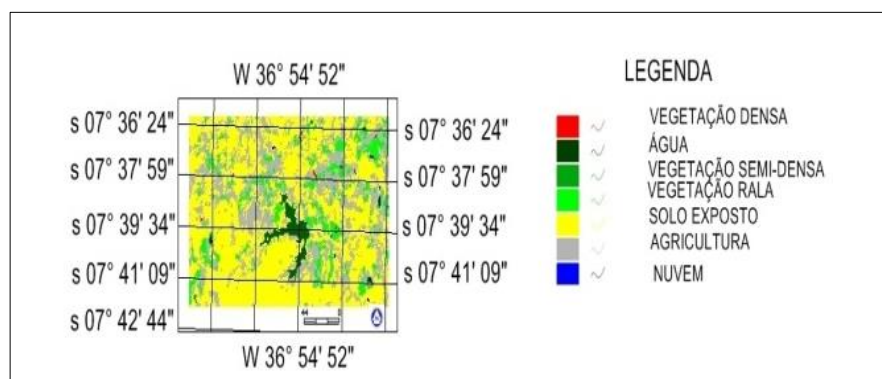 W 36° 54' 52"
s 07° 36' 24"
s 07° 36' 24"
s 07° 37' 59"
s 07° 37' 59"
s 07° 39' 34"
s 07° 39' 34"
s 07° 41' 09"
s 07° 41' 09"
s 07° 42' 44"
W 36° 54' 52"
LEGENDA
VEGETAÇÃO DENSA
ÁGUA
VEGETAÇÃO SEMI-DENSA
VEGETAÇÃO RALA
SOLO EXPOSTO
AGRICULTURA
NUVEM